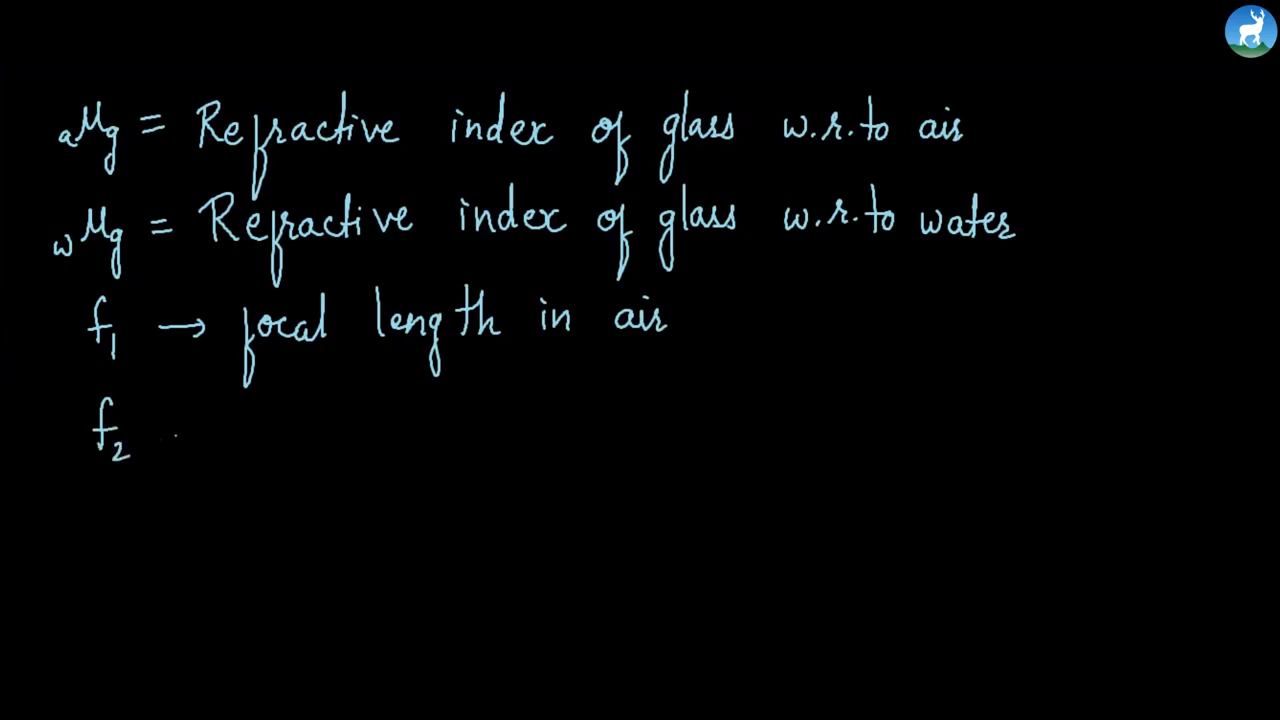 aμg = Refractive index of glass w.r.to air
wμg = Refractive index of glass w.r.to water
f1 → focal length in air
f2